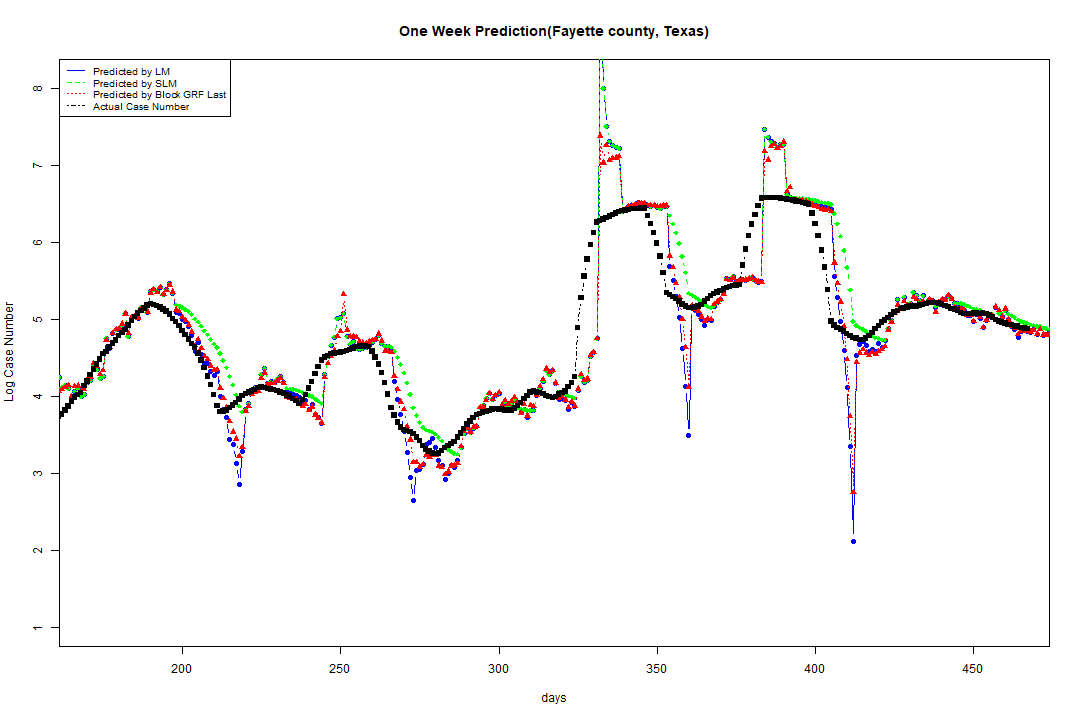 One Week Prediction(Fayette county, Texas)
Predicted by LM
Predicted by SLM
Predicted by Block GRF Last
Actual Case Number
Log Case Number
8
7
6
5
4
3
2
1
200 250 300 350 400 450
days